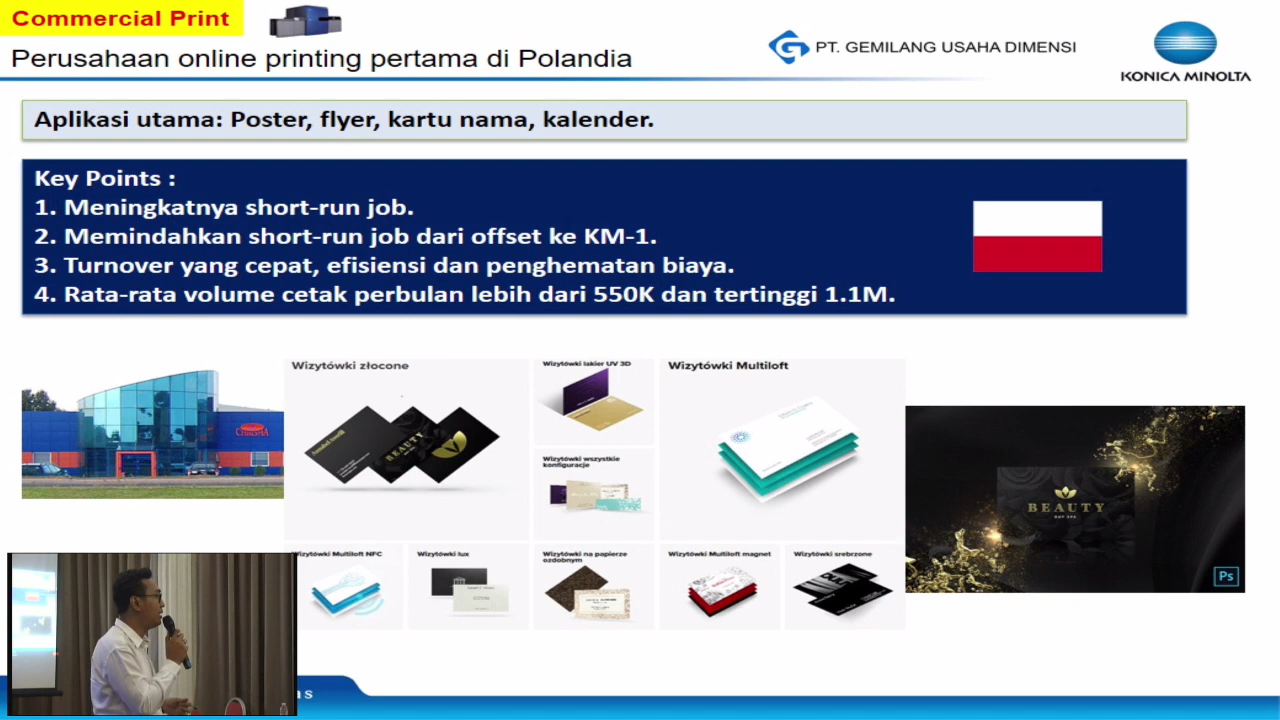 Commercial Print
Perusahaan online printing pertama di Polandia
PT. GEMILANG USAHA DIMENSI
KONICA MINOLTA
Aplikasi utama: Poster, flyer, kartu nama, kalender.
Key Points :
1. Meningkatnya short-run job.
2. Memindahkan short-run job dari offset ke KM-1.
3. Turnover yang cepat, efisiensi dan penghematan biaya.
4. Rata-rata volume cetak perbulan lebih dari 550K dan tertinggi 1.1M.
Wizytówki złocone
Wizytówki lakier UV 3D
Wizytówki Multiloft
CHROMA
BEAUTY
Wizytówki wszystkie
konfiguracje
BEAUTY
DAY SPA
Ps
Wizytówki Multiloft NFC
Wizytówki lux
Wizytówki na papierze
ozdobnym
Wizytówki Multiloft magnet
Wizytówki srebrzone